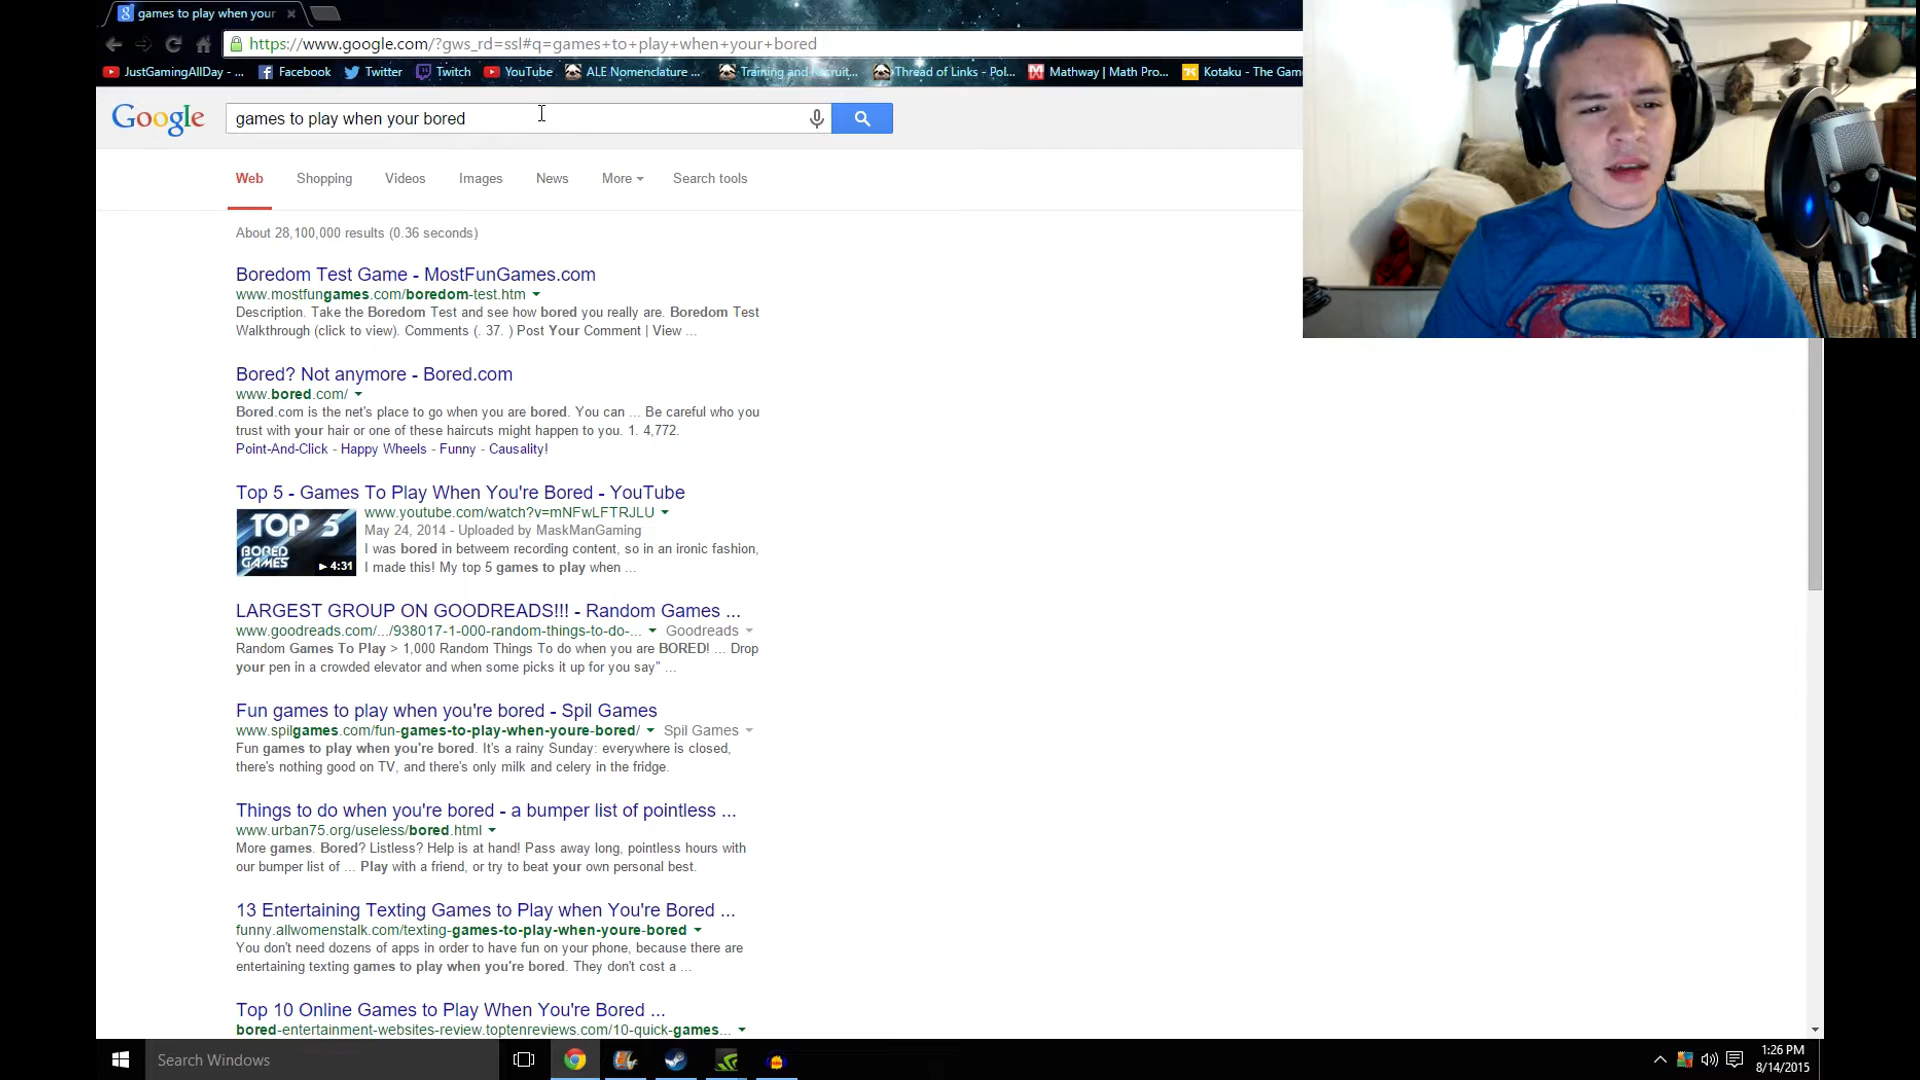 games to play when your
https://www.google.com/?gws_rd=ssl#q=games+to+play+when+your+bored
JustGamingAllDay - ... Facebook Twitter Twitch YouTube ALE Nomenclature ... Training and Recruit... Thread of Links - Pol... Mathway | Math Pro... Kotaku - The Gam
Google games to play when your bored
Web Shopping Videos Images News More Search tools
About 28,100,000 results (0.36 seconds)
Boredom Test Game - MostFunGames.com
www.mostfungames.com/boredom-test.htm
Description. Take the Boredom Test and see how bored you really are. Boredom Test
Walkthrough (click to view). Comments (. 37. ) Post Your Comment | View ...
Bored? Not anymore - Bored.com
www.bored.com/
Bored.com is the net's place to go when you are bored. You can ... Be careful who you
trust with your hair or one of these haircuts might happen to you. 1. 4,772.
Point-And-Click - Happy Wheels - Funny - Causality!
Top 5 - Games To Play When You're Bored - YouTube
TOP 5
BORED
GAMES
4:31
www.youtube.com/watch?v=mNFwLFTRJLU
May 24, 2014 - Uploaded by MaskManGaming
I was bored in betweem recording content, so in an ironic fashion,
I made this! My top 5 games to play when ...
LARGEST GROUP ON GOODREADS!!! - Random Games ...
www.goodreads.com/.../938017-1-000-random-things-to-do-... Goodreads
Random Games To Play > 1,000 Random Things To do when you are BORED! ... Drop
your pen in a crowded elevator and when some picks it up for you say" ...
Fun games to play when you're bored - Spil Games
www.spilgames.com/fun-games-to-play-when-youre-bored/ Spil Games
Fun games to play when you're bored. It's a rainy Sunday: everywhere is closed,
there's nothing good on TV, and there's only milk and celery in the fridge.
Things to do when you're bored - a bumper list of pointless ...
www.urban75.org/useless/bored.html
More games. Bored? Listless? Help is at hand! Pass away long, pointless hours with
our bumper list of ... Play with a friend, or try to beat your own personal best.
13 Entertaining Texting Games to Play when You're Bored ...
funny.allwomenstalk.com/texting-games-to-play-when-youre-bored
You don't need dozens of apps in order to have fun on your phone, because there are
entertaining texting games to play when you're bored. They don't cost a ...
Top 10 Online Games to Play When You're Bored ...
bored-entertainment-websites-review.toptenreviews.com/10-quick-games...
Search Windows
1:26 PM
8/14/2015